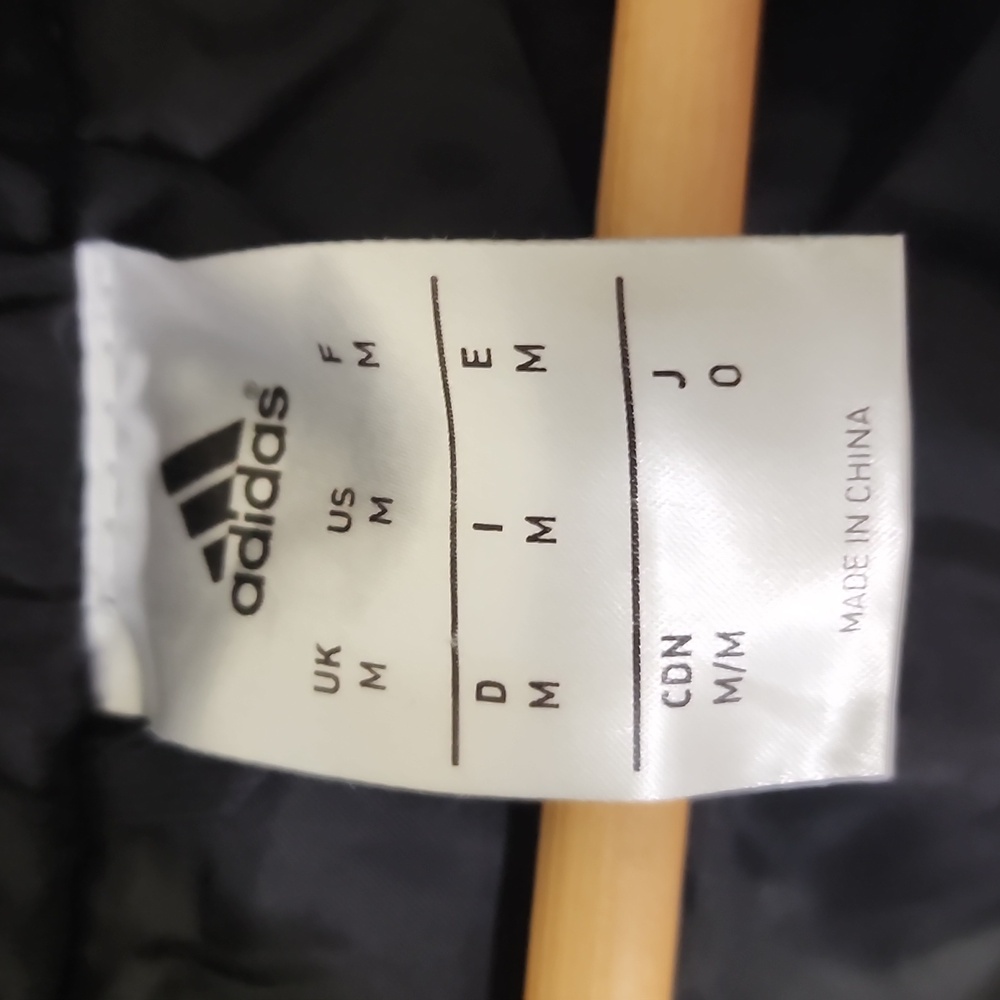 adidas®
UK US F
M M M
D I E
M M M
CDN J
M/M O
MADE IN CHINA